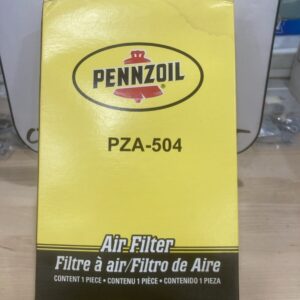 PENNZOIL
PZA-504
Air Filter
Filtre à air/Filtro de Aire
CONTENT 1 PIECE • CONTENU 1 PIÈCE • CONTENIDO 1 PIEZA